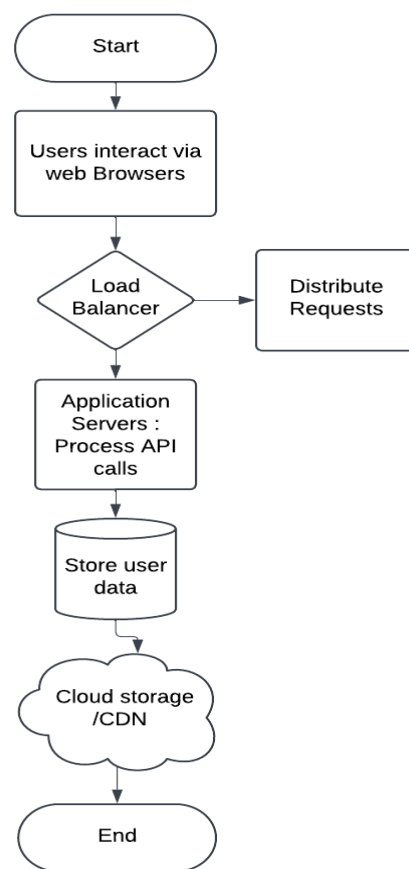 Start
Users interact via
web Browsers
Load
Balancer
Distribute
Requests
Application
Servers :
Process API
calls
Store user
data
Cloud storage
/CDN
End